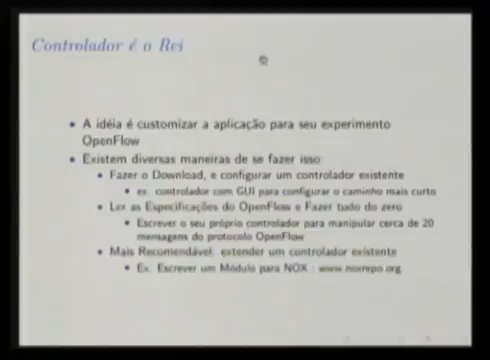 Controlador é o Rei
• A idéia é customizar a aplicação para seu experimento
OpenFlow
• Existem diversas maneiras de se fazer isso:
• Fazer o Download, e configurar um controlador existente
• ex. controlador com GUI para configurar o caminho mais curto
• Ler as Especificações do OpenFlow e Fazer tudo do zero
• Escrever o seu próprio controlador para manipular cerca de 20
mensagens do protocolo OpenFlow
• Mais Recomendável: extender um controlador existente
• Ex. Escrever um Módulo para NOX : www.noxrepo.org